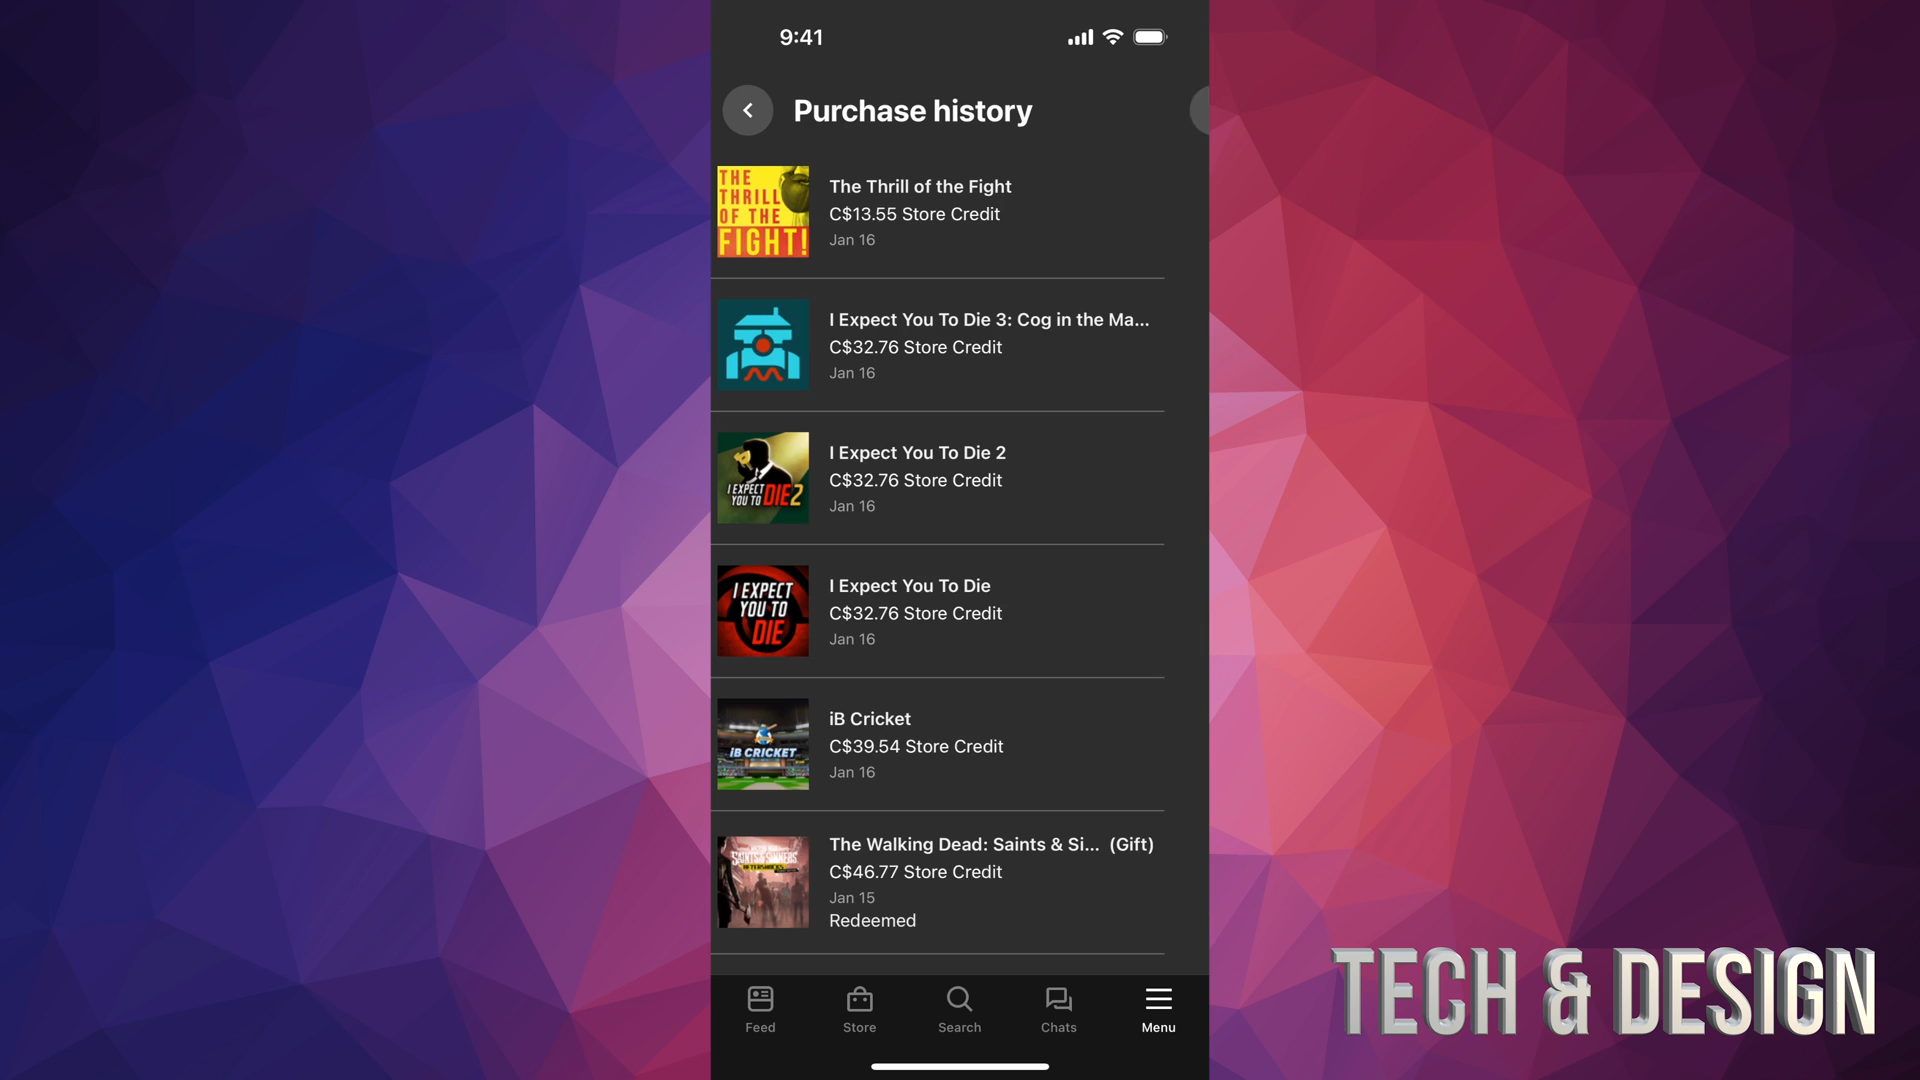 9:41
Purchase history
THE
THRILL
OF THE
FIGHT!
The Thrill of the Fight
C$13.55 Store Credit
Jan 16
I Expect You To Die 3: Cog in the Ma...
C$32.76 Store Credit
Jan 16
I EXPECT
YOU TO DIE2
I Expect You To Die 2
C$32.76 Store Credit
Jan 16
I EXPECT
YOU TO
DIE
I Expect You To Die
C$32.76 Store Credit
Jan 16
iB CRICKET
iB Cricket
C$39.54 Store Credit
Jan 16
SAINTS & SINNERS
The Walking Dead: Saints & Si... (Gift)
C$46.77 Store Credit
Jan 15
Redeemed
Feed
Store
Search
Chats
Menu
TECH & DESIGN